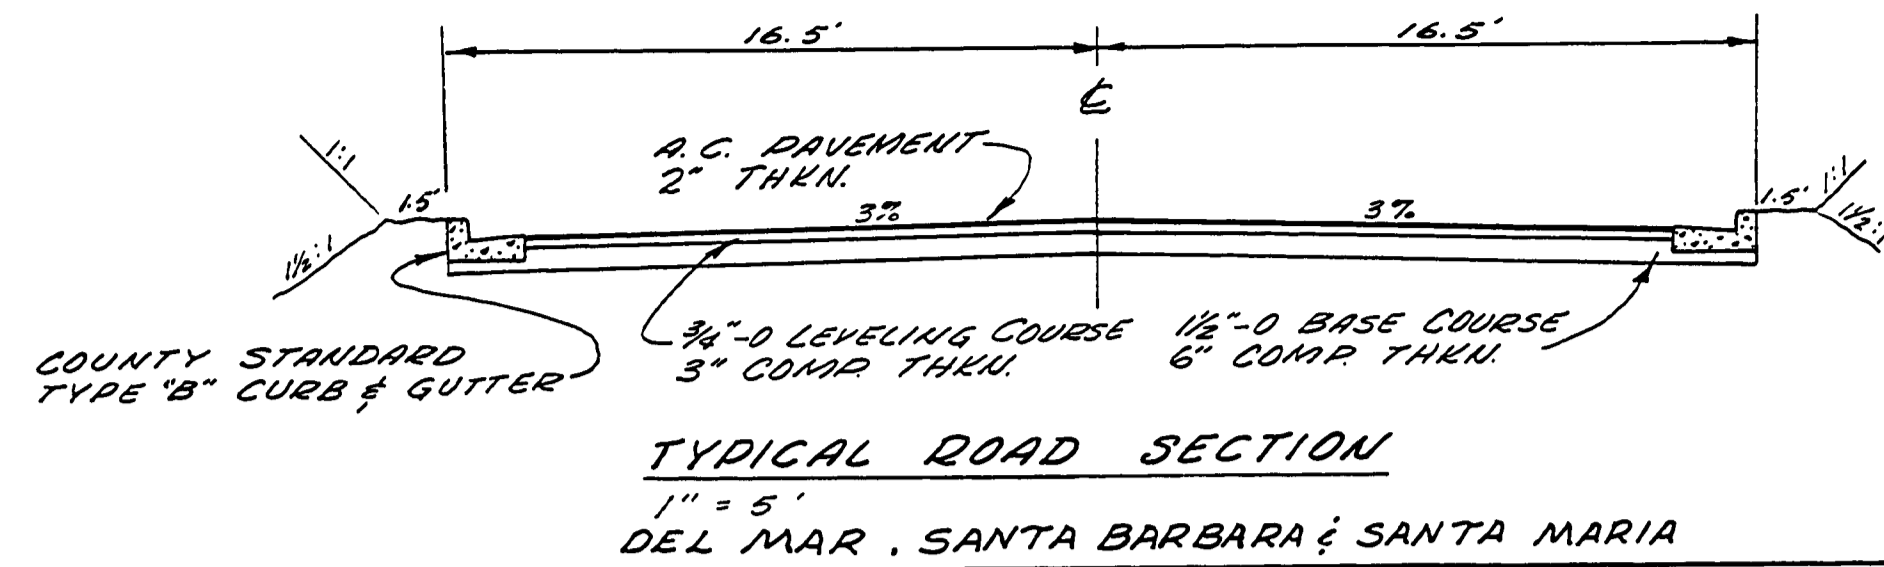 16.5'
16.5'
℄
A.C. PAVEMENT
2" THKN.
1:1
1.5'
3%
3%
1.5'
1:1
1½:1
1½:1
COUNTY STANDARD
TYPE "B" CURB & GUTTER
¾"-O LEVELING COURSE
3" COMP. THKN.
1½"-O BASE COURSE
6" COMP. THKN.
TYPICAL ROAD SECTION
1" = 5'
DEL MAR, SANTA BARBARA & SANTA MARIA